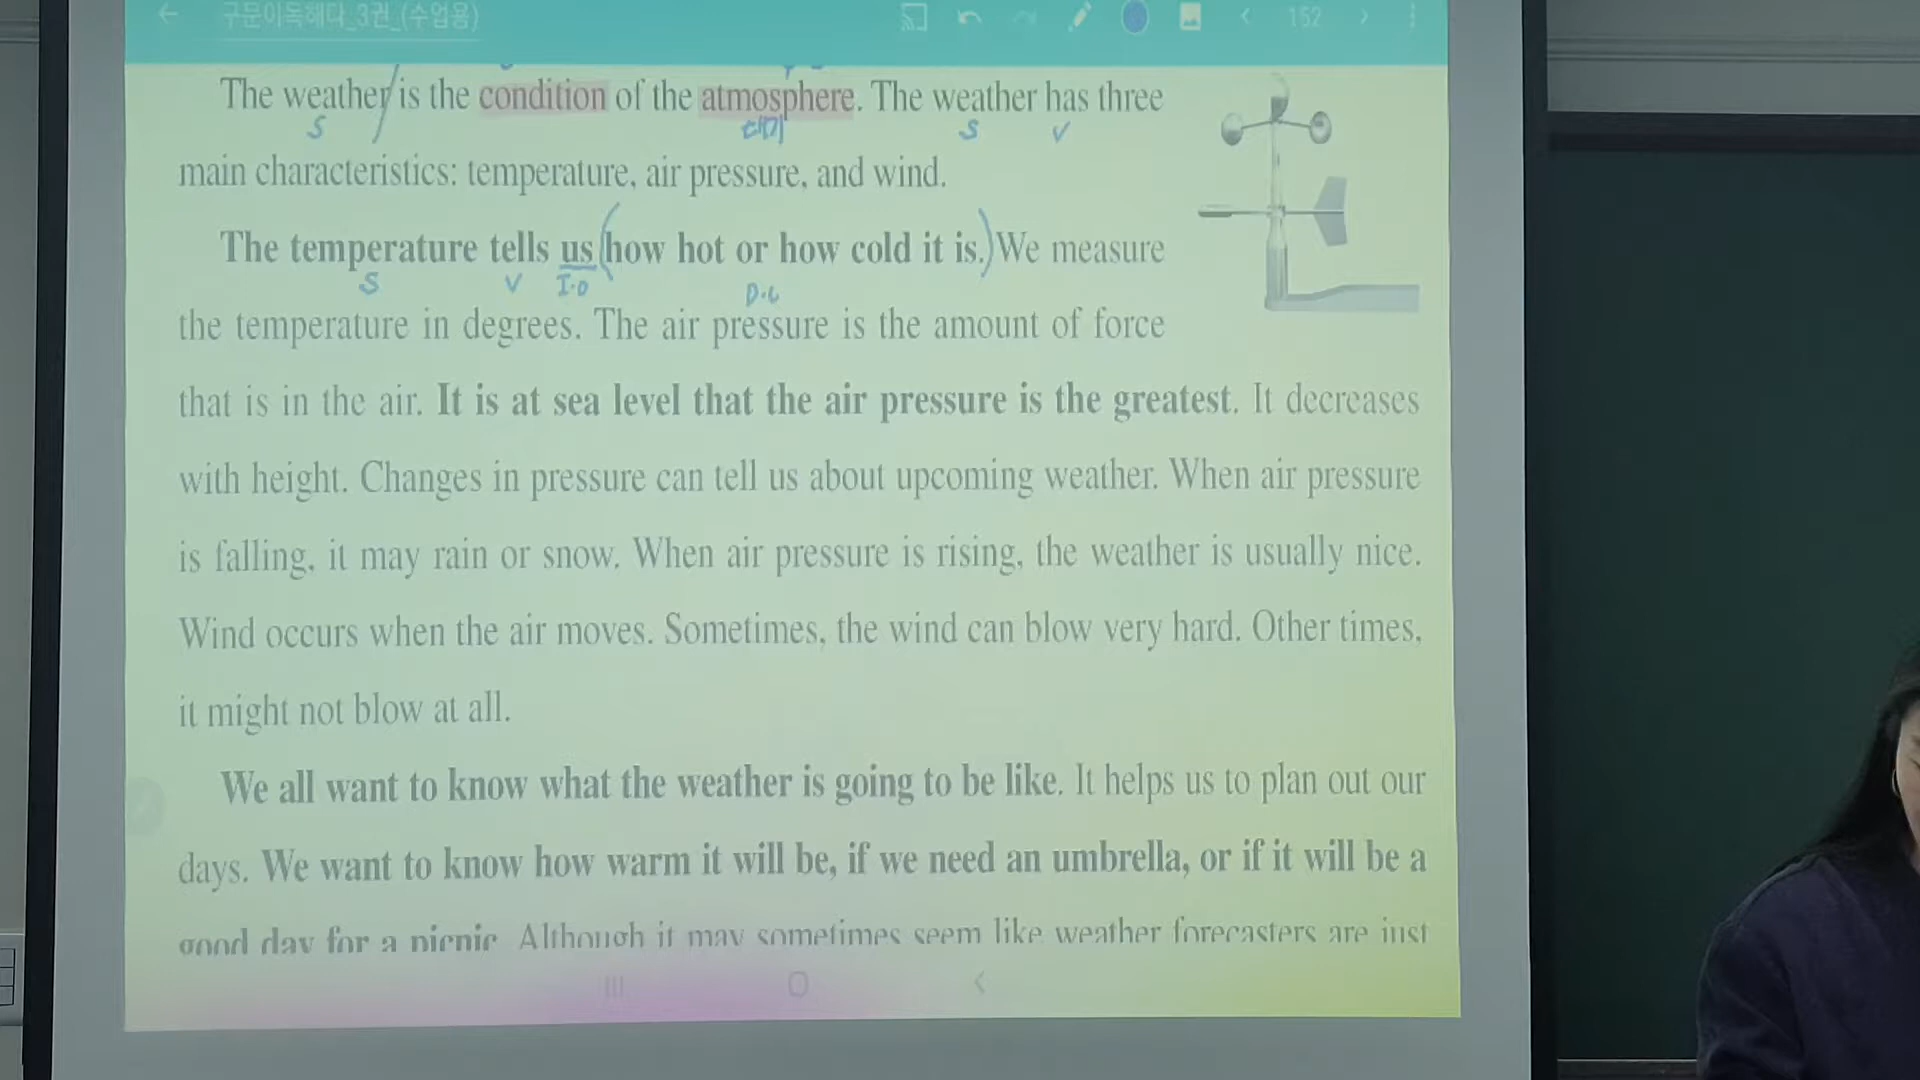 구문이독해다_3권_(수업용)
152
The weather is the condition of the atmosphere. The weather has three
S
S V
main characteristics: temperature, air pressure, and wind.
The temperature tells us (how hot or how cold it is.) We measure
S V I.O
the temperature in degrees. The air pressure is the amount of force
that is in the air. It is at sea level that the air pressure is the greatest. It decreases
with height. Changes in pressure can tell us about upcoming weather. When air pressure
is falling, it may rain or snow. When air pressure is rising, the weather is usually nice.
Wind occurs when the air moves. Sometimes, the wind can blow very hard. Other times,
it might not blow at all.
We all want to know what the weather is going to be like. It helps us to plan out our
days. We want to know how warm it will be, if we need an umbrella, or if it will be a
good day for a picnic. Although it may sometimes seem like weather forecasters are just